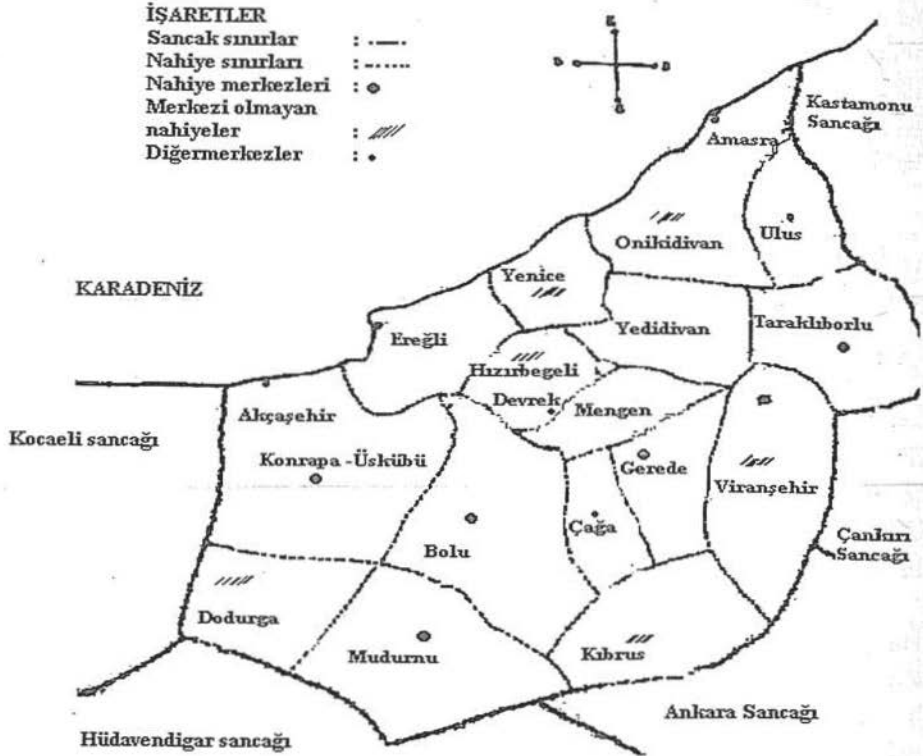 İŞARETLER
Sancak sınırlar : 
Nahiye sınırları :
Nahiye merkezleri :
Merkezi olmayan
nahiyeler :
Diğermerkezler :
D
G
Kastamonu
Sancağı
Amasra
Onikidivan
Ulus
KARADENİZ
Yenice
Ereğli
Yedidivan
Taraklıborlu
Hızırbegeli
Devrek
Mengen
Akçaşehir
Kocaeli sancağı
Konrapa -Üskübü
Gerede
Viranşehir
Bolu
Çağa
Çankırı
Sancağı
Dodurga
Mudurnu
Kıbrus
Ankara Sancağı
Hüdavendigar sancağı